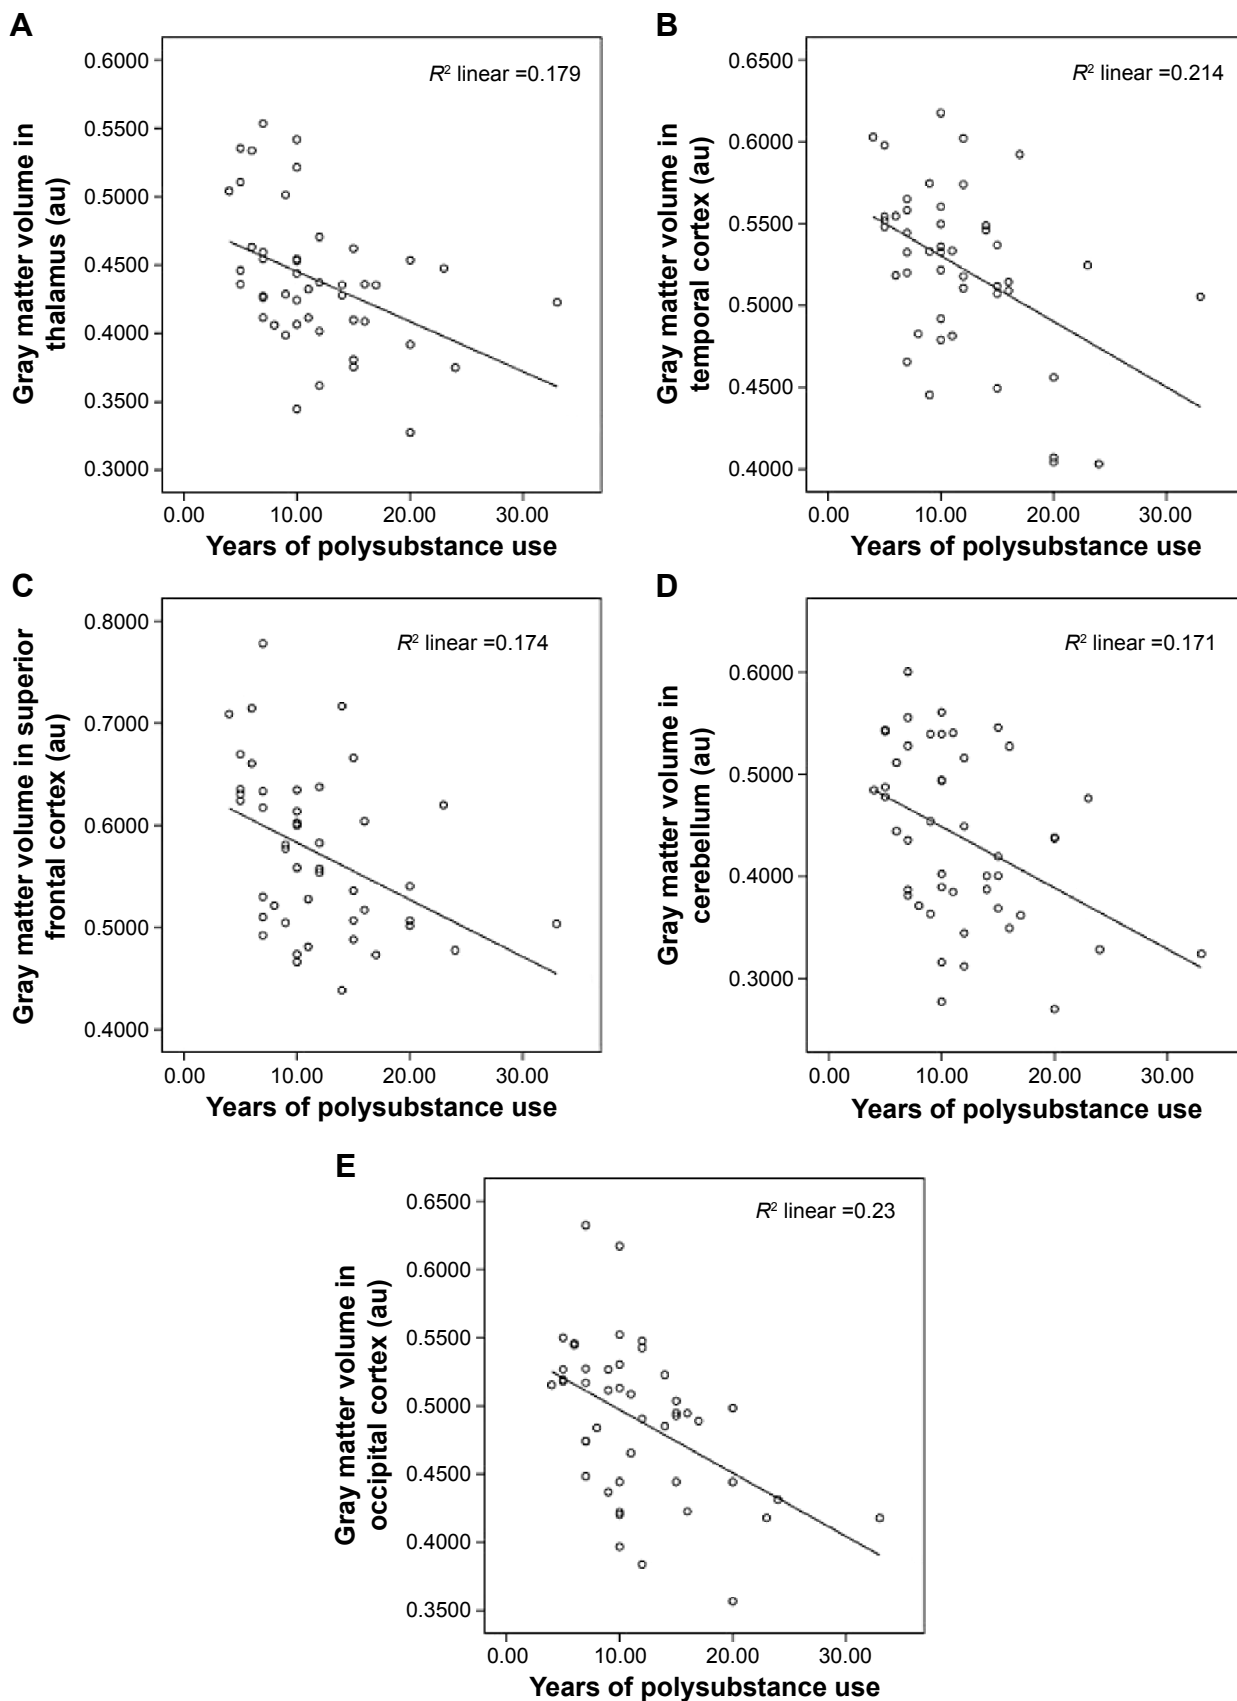 A
Gray matter volume in
thalamus (au)
R² linear =0.179
0.6000
0.5500
0.5000
0.4500
0.4000
0.3500
0.3000
0.00 10.00 20.00 30.00
Years of polysubstance use
B
Gray matter volume in
temporal cortex (au)
R² linear =0.214
0.6500
0.6000
0.5500
0.5000
0.4500
0.4000
0.00 10.00 20.00 30.00
Years of polysubstance use
C
Gray matter volume in superior
frontal cortex (au)
R² linear =0.174
0.8000
0.7000
0.6000
0.5000
0.4000
0.00 10.00 20.00 30.00
Years of polysubstance use
D
Gray matter volume in
cerebellum (au)
R² linear =0.171
0.6000
0.5000
0.4000
0.3000
0.00 10.00 20.00 30.00
Years of polysubstance use
E
Gray matter volume in
occipital cortex (au)
R² linear =0.23
0.6500
0.6000
0.5500
0.5000
0.4500
0.4000
0.3500
0.00 10.00 20.00 30.00
Years of polysubstance use